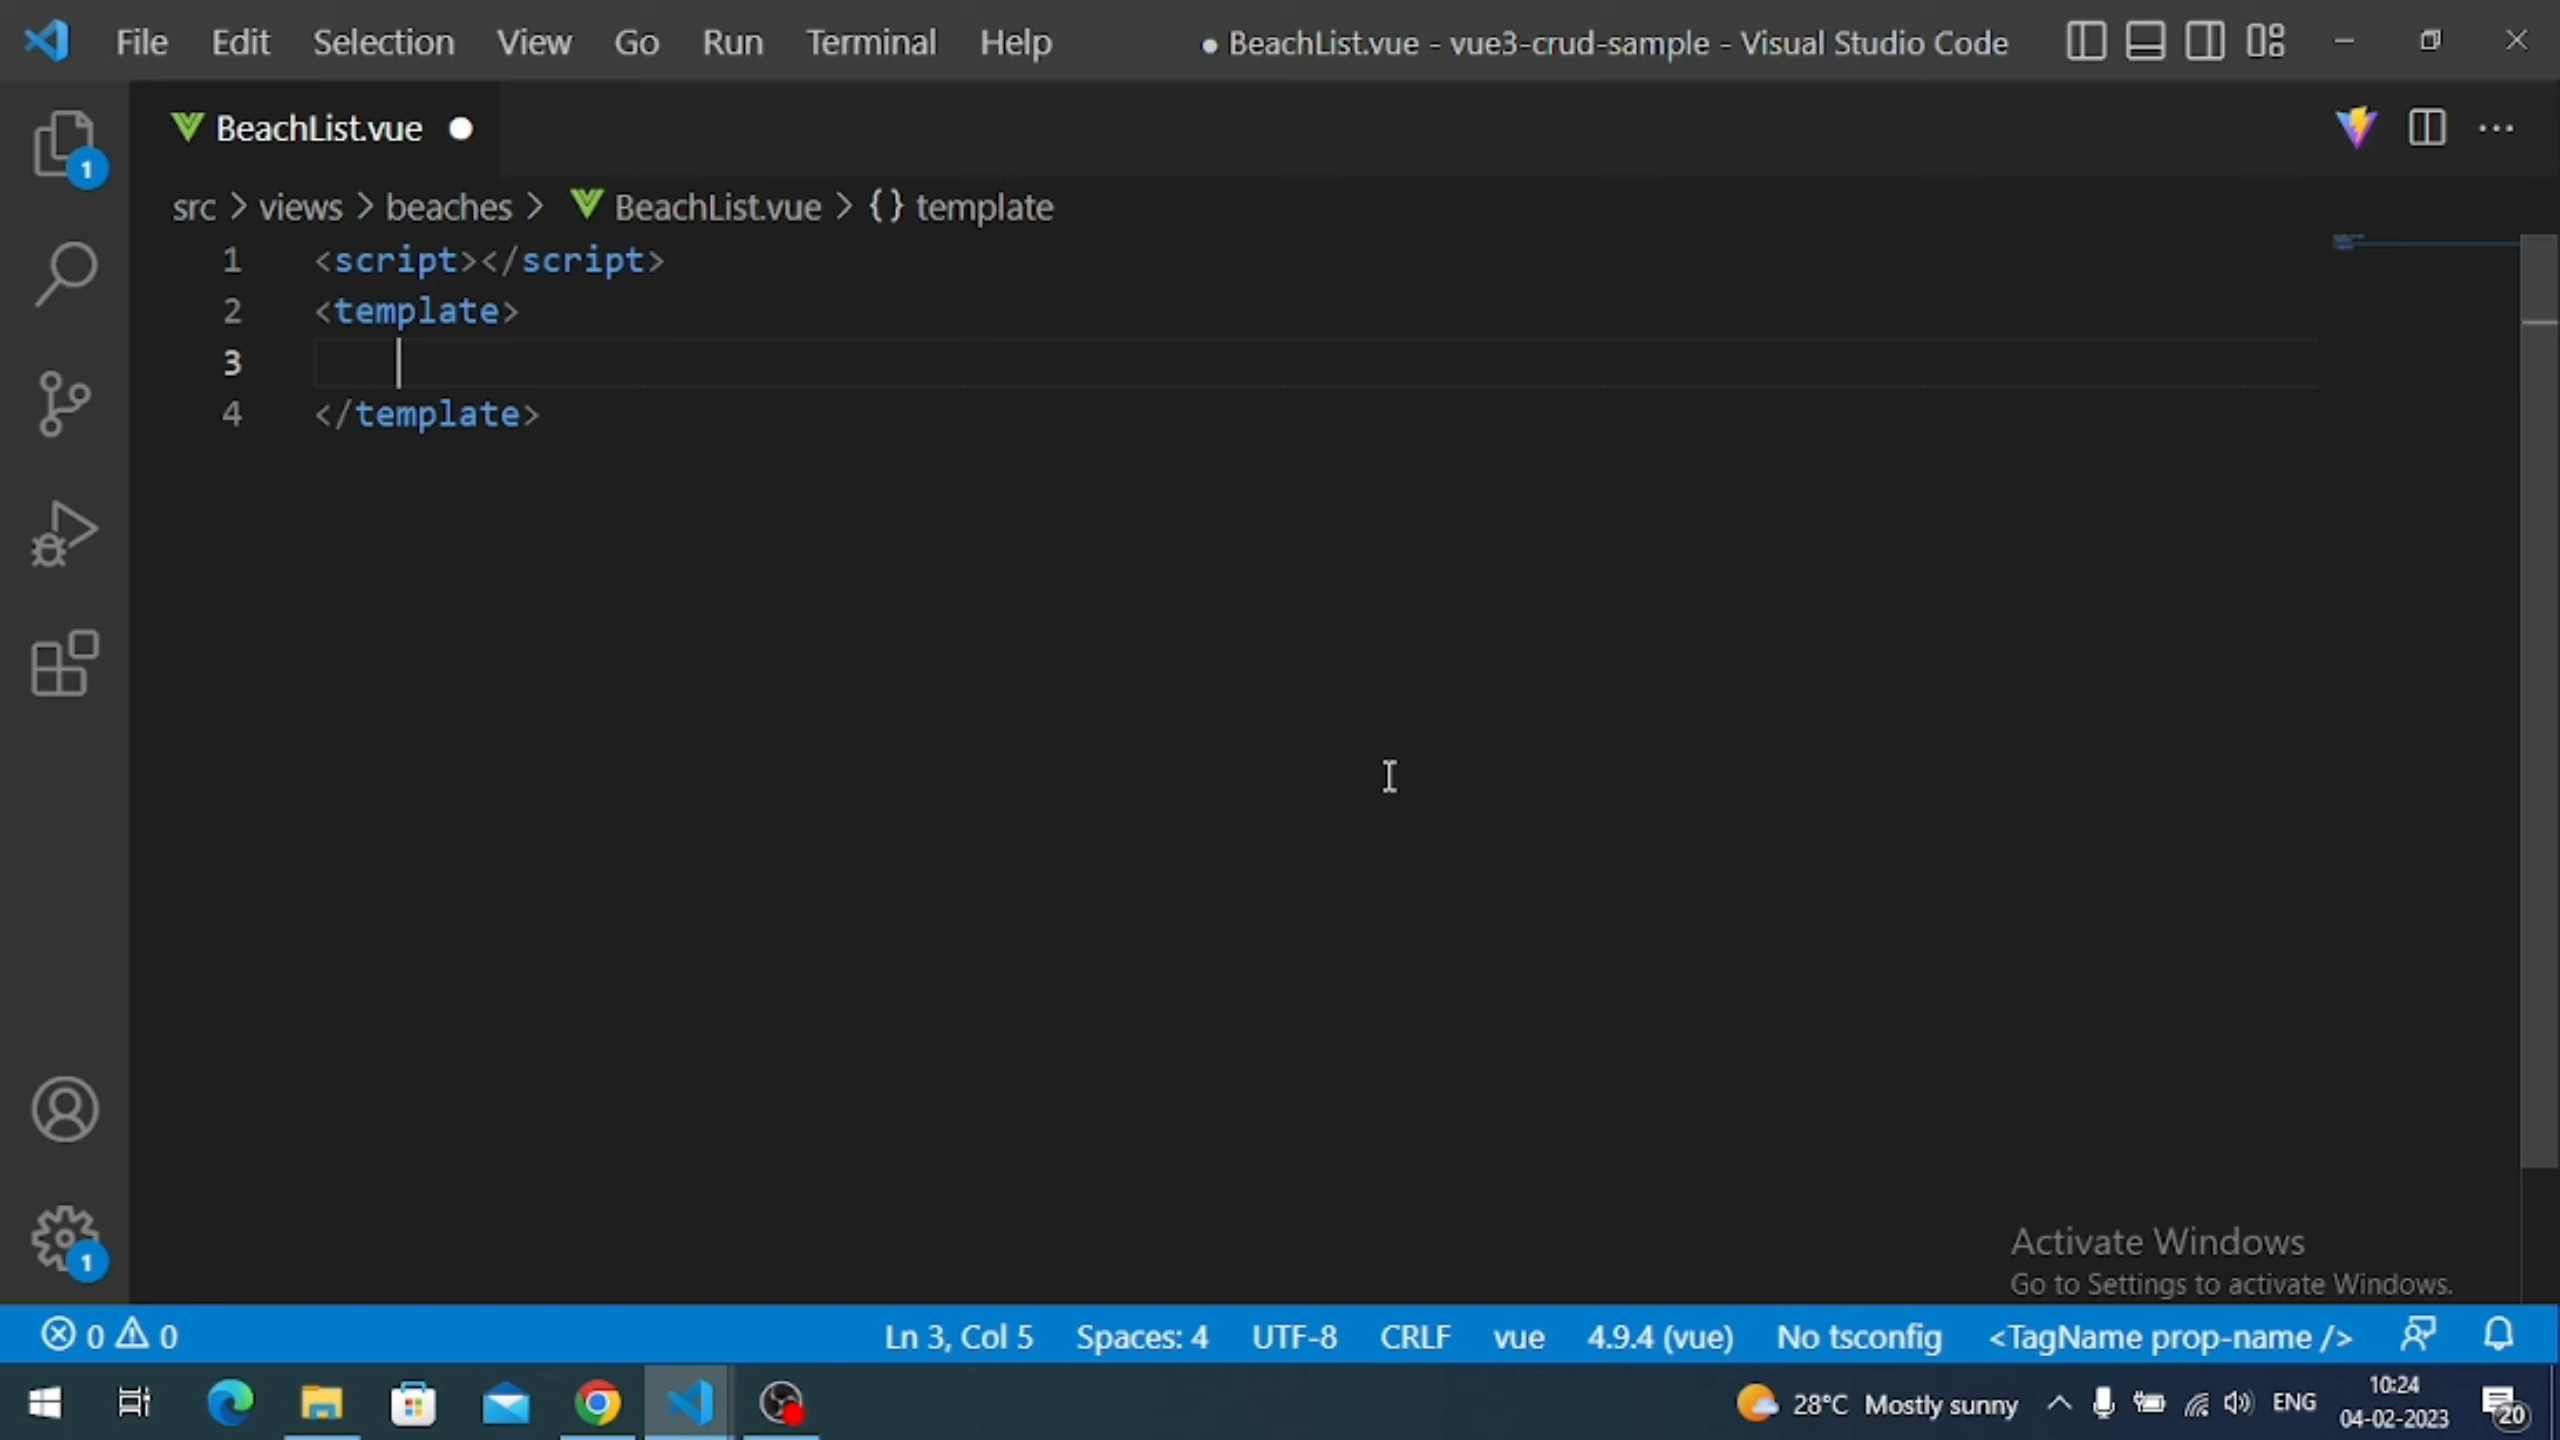 File Edit Selection View Go Run Terminal Help ● BeachList.vue - vue3-crud-sample - Visual Studio Code
BeachList.vue ●
1
src > views > beaches > BeachList.vue > {} template
1 <script></script>
2 <template>
3
4 </template>
Activate Windows
1
Go to Settings to activate Windows.
0 0 Ln 3, Col 5 Spaces: 4 UTF-8 CRLF vue 4.9.4 (vue) No tsconfig <TagName prop-name />
28°C Mostly sunny ENG 10:24
04-02-2023 20